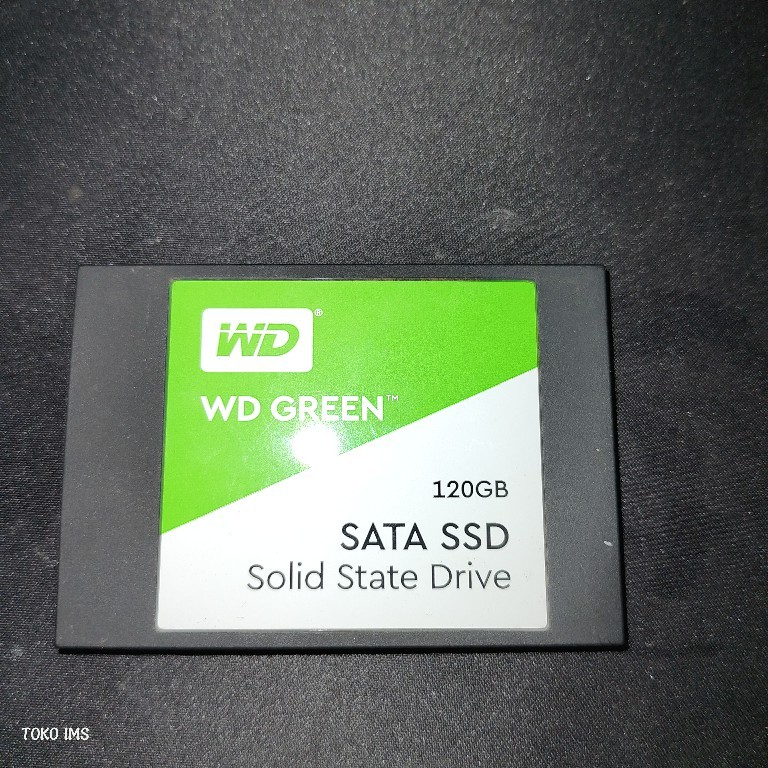 WD®
WD GREEN™
120GB
SATA SSD
Solid State Drive
TOKO IMS